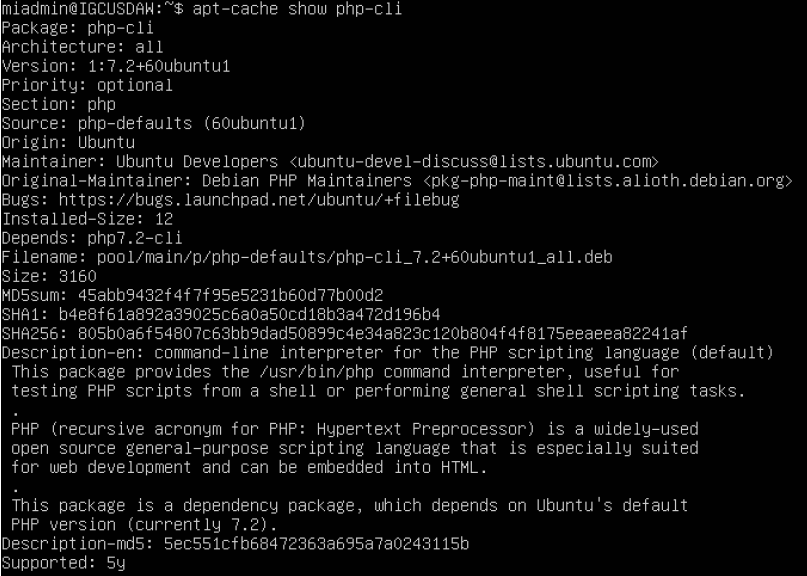 miadmin@IGCUSDAW:~$ apt-cache show php-cli
Package: php-cli
Architecture: all
Version: 1:7.2+60ubuntu1
Priority: optional
Section: php
Source: php-defaults (60ubuntu1)
Origin: Ubuntu
Maintainer: Ubuntu Developers <ubuntu-devel-discuss@lists.ubuntu.com>
Original-Maintainer: Debian PHP Maintainers <pkg-php-maint@lists.alioth.debian.org>
Bugs: https://bugs.launchpad.net/ubuntu/+filebug
Installed-Size: 12
Depends: php7.2-cli
Filename: pool/main/p/php-defaults/php-cli_7.2+60ubuntu1_all.deb
Size: 3160
MD5sum: 45abb9432f4f7f95e5231b60d77b00d2
SHA1: b4e8f61a892a39025c6a0a50cd18b3a472d196b4
SHA256: 805b0a6f54807c63bb9dad50899c4e34a823c120b804f4f8175eeaeea82241af
Description-en: command-line interpreter for the PHP scripting language (default)
 This package provides the /usr/bin/php command interpreter, useful for
 testing PHP scripts from a shell or performing general shell scripting tasks.
 .
 PHP (recursive acronym for PHP: Hypertext Preprocessor) is a widely-used
 open source general-purpose scripting language that is especially suited
 for web development and can be embedded into HTML.
 .
 This package is a dependency package, which depends on Ubuntu's default
 PHP version (currently 7.2).
Description-md5: 5ec551cfb68472363a695a7a0243115b
Supported: 5y